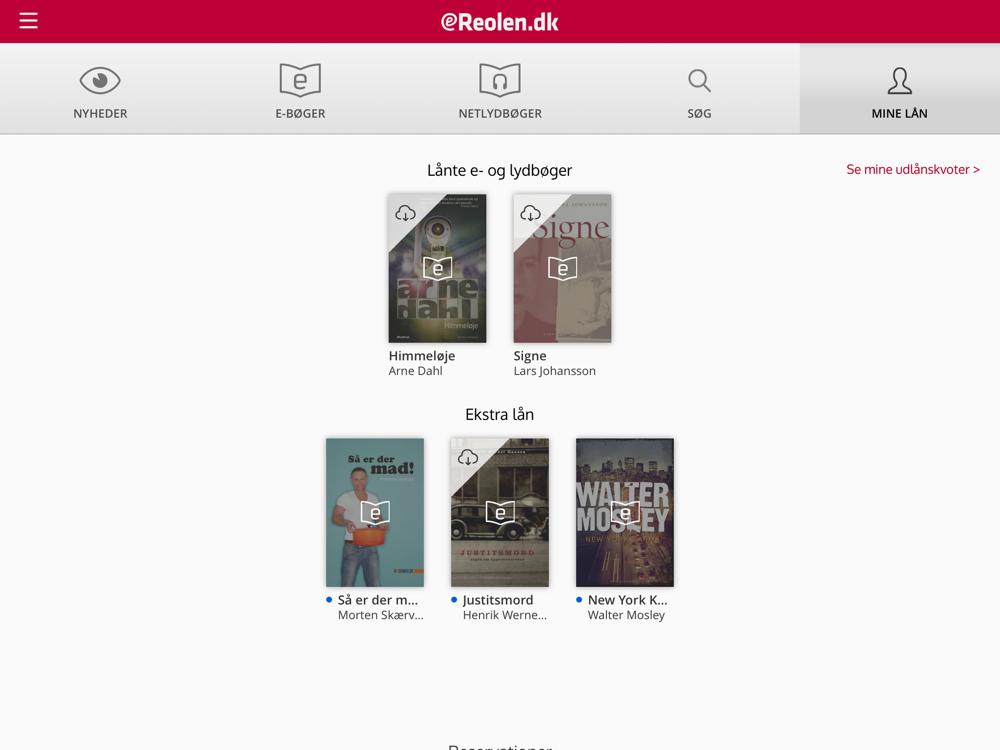 eReolen.dk
NYHEDER
E-BØGER
NETLYDBØGER
SØG
MINE LÅN
Lånte e- og lydbøger
Se mine udlånskvoter >
arne
dahl
Himmeløje
Modtryk
KRIMINALROMAN
LARS JOHANSSON
Signe
Himmeløje
Arne Dahl
Signe
Lars Johansson
Ekstra lån
Så er der
mad!
Af Morten Skærved
ROSENKILDE
Henrik Werner Hansen
JUSTITSMORD
sagen om hypnosemordene
WALTER
MOSLEY
NEW YORK KARMA
Så er der m...
Morten Skærv...
Justitsmord
Henrik Werne...
New York K...
Walter Mosley
Reservationer